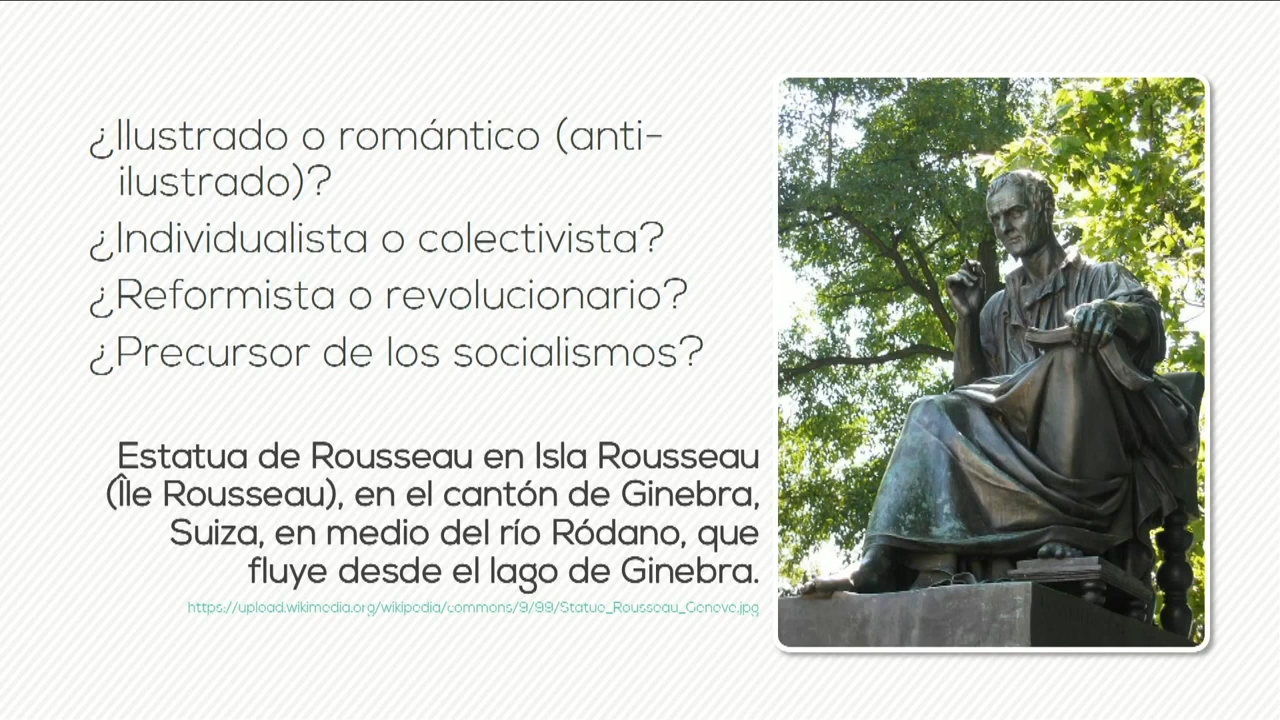 ¿Ilustrado o romántico (anti-
ilustrado)?
¿Individualista o colectivista?
¿Reformista o revolucionario?
¿Precursor de los socialismos?
Estatua de Rousseau en Isla Rousseau
(Île Rousseau), en el cantón de Ginebra,
Suiza, en medio del río Ródano, que
fluye desde el lago de Ginebra.
https://upload.wikimedia.org/wikipedia/commons/9/99/Statue_Rousseau_Geneve.jpg